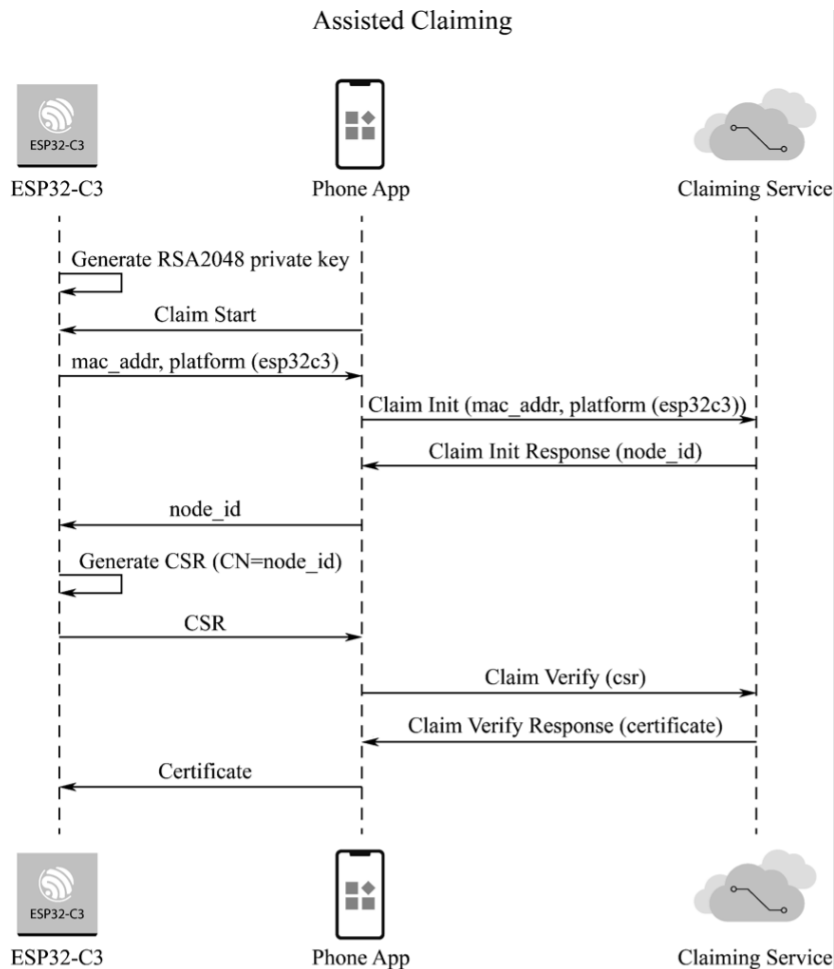 Assisted Claiming
ESP32-C3
ESP32-C3
Phone App
Claiming Service
Generate RSA2048 private key
Claim Start
mac_addr, platform (esp32c3)
Claim Init (mac_addr, platform (esp32c3))
Claim Init Response (node_id)
node_id
Generate CSR (CN=node_id)
CSR
Claim Verify (csr)
Claim Verify Response (certificate)
Certificate
ESP32-C3
ESP32-C3
Phone App
Claiming Service